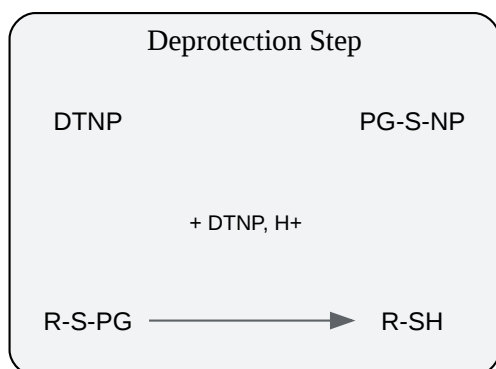 Deprotection Step
DTNP PG-S-NP
+ DTNP, H+
R-S-PG R-SH